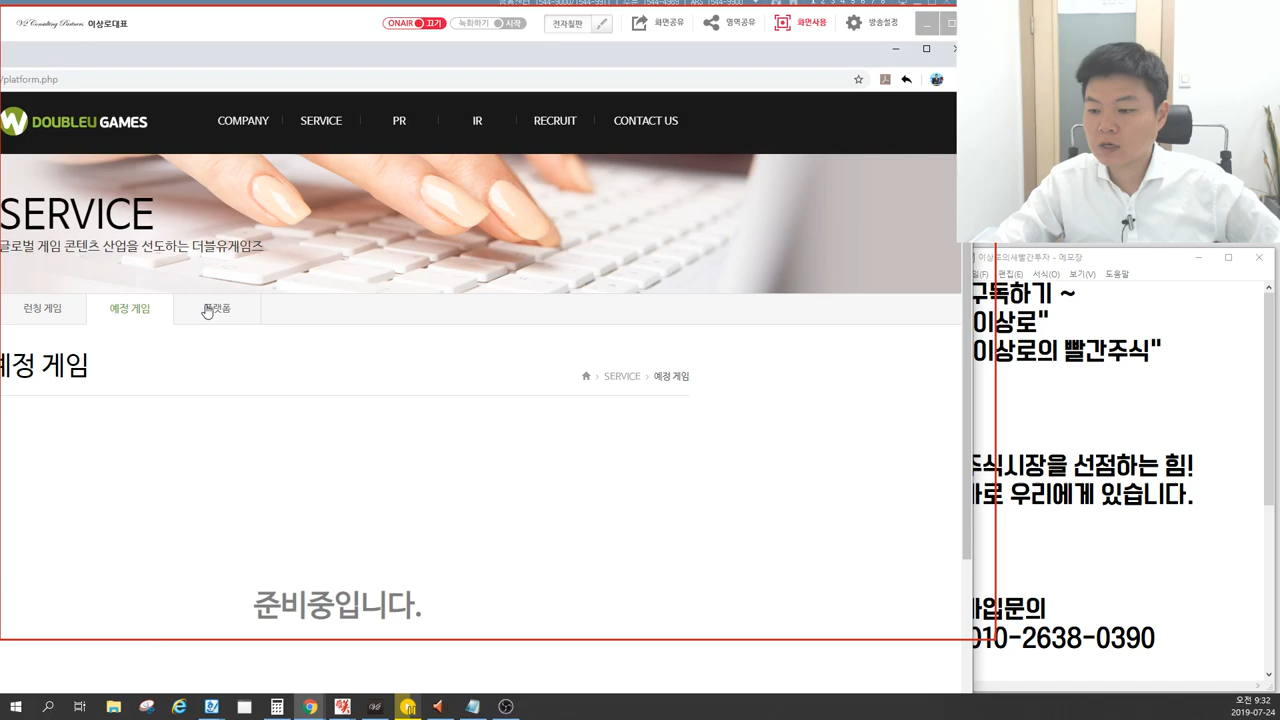 1544-9900
V2 Consulting Partners 이상로대표
ONAIR 끄기
녹화하기 시작
전자칠판
화면공유
영역공유
화면사용
방송설정
/platform.php
DOUBLEU GAMES
COMPANY
SERVICE
PR
IR
RECRUIT
CONTACT US
SERVICE
글로벌 게임 콘텐츠 산업을 선도하는 더블유게임즈
런칭 게임
예정 게임
예정 게임
SERVICE
예정 게임
준비중입니다.
이상로의새빨간투자 - 메모장
편집(E) 서식(O) 보기(V) 도움말
구독하기 ~
"이상로"
"이상로의 빨간주식"
주식시장을 선점하는 힘!
바로 우리에게 있습니다.
가입문의
010-2638-0390
오전 9:32
2019-07-24